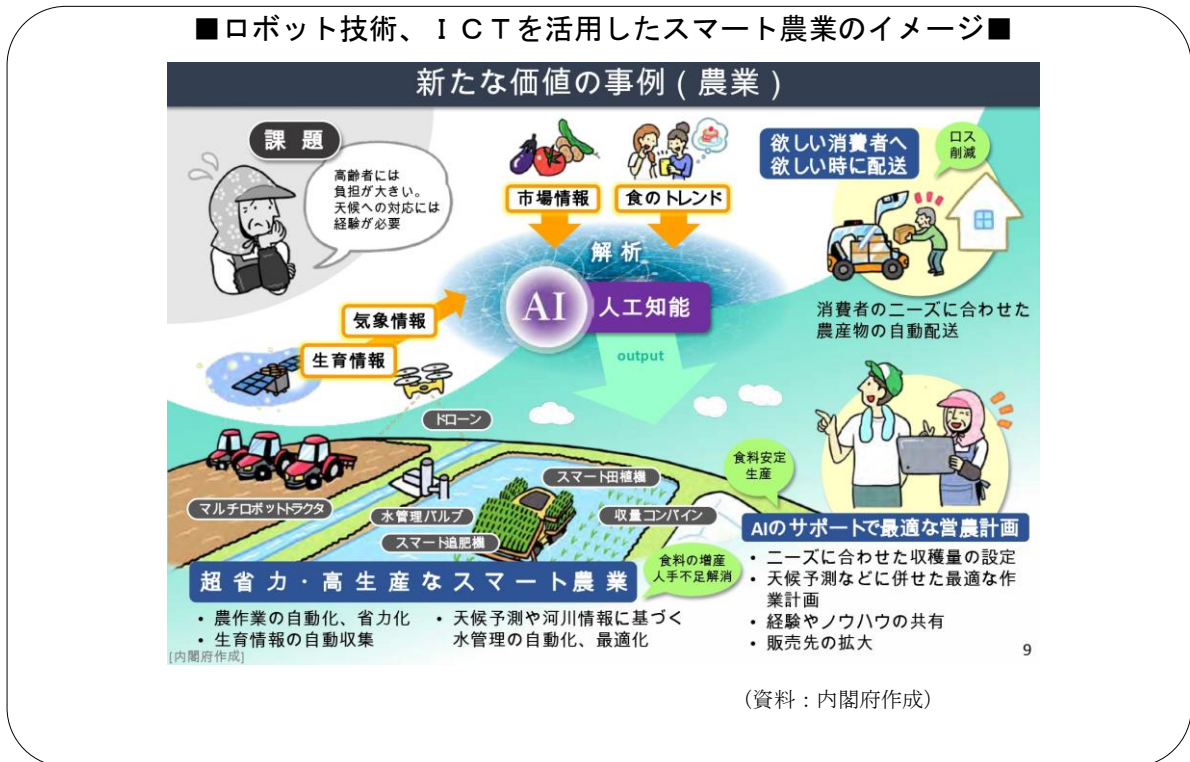 ■ロボット技術、ＩＣＴを活用したスマート農業のイメージ■
新たな価値の事例(農業)
課題
高齢者には
負担が大きい。
天候への対応には
経験が必要
市場情報
食のトレンド
欲しい消費者へ
欲しい時に配送
ロス
削減
解析
AI 人工知能
消費者のニーズに合わせた
農産物の自動配送
気象情報
生育情報
output
ドローン
マルチロボットトラクタ
水管理バルブ
スマート追肥機
スマート田植機
収量コンバイン
食料安定
生産
食料の増産
人手不足解消
超省力・高生産なスマート農業
• 農作業の自動化、省力化
• 生育情報の自動収集
• 天候予測や河川情報に基づく
水管理の自動化、最適化
AIのサポートで最適な営農計画
• ニーズに合わせた収穫量の設定
• 天候予測などに併せた最適な作
業計画
• 経験やノウハウの共有
• 販売先の拡大
[内閣府作成]
9
（資料：内閣府作成）